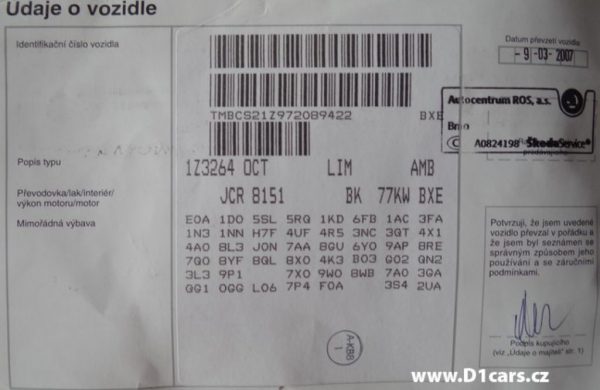 Údaje o vozidle
Identifikační číslo vozidla
Datum převzetí vozidla
- 9 -03- 2007
TMBCS21Z972089422 BXE
Autocentrum ROS, a.s.
Brno
A0824198 ŠkodaService®
prodávajícího
Popis typu
1Z3264 OCT LIM AMB
Převodovka/lak/interiér/
výkon motoru/motor
JCR 8151 BK 77KW BXE
Mimořádná výbava
E0A 1D0 5SL 5RQ 1KD 6FB 1AC 3FA
1N3 1NN H7F 4UF 4R5 3NC 3GT 4X1
4A0 8L3 J0N 7AA 8GU 6Y0 9AP 8RE
7Q0 8YF 8QL 8X0 4K3 B03 G02 QN2
3L3 9P1 7X0 9W0 8WB 7A0 3GA
GG1 0GG L06 7P4 F0A 3S4 2UA
Potvrzuji, že jsem uvedené
vozidlo převzal v pořádku a
že jsem byl seznámen se
správným způsobem jeho
používání a se záručními
podmínkami.
Podpis kupujícího
(viz „Údaje o majiteli“ str. 1)
A-KB8
1
www.D1cars.cz